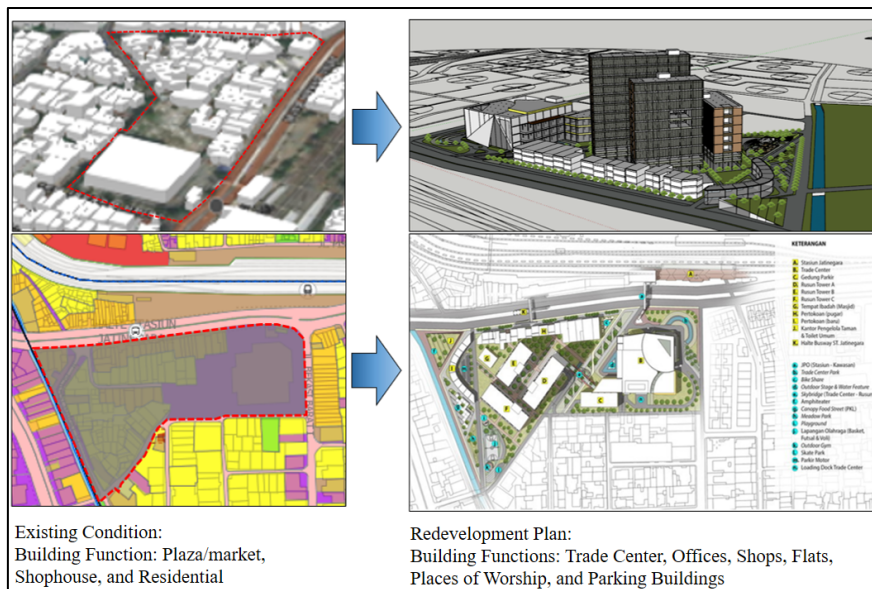 KETERANGAN
A Stasiun Jatinegara
B Trade Center
C Gedung Parkir
D Rusun Tower A
E Rusun Tower B
F Rusun Tower C
G Tempat Ibadah (Masjid)
H Pertokoan (pugar)
I Pertokoan (baru)
J Kantor Pengelola Taman
& Toilet Umum
K Halte Busway ST. Jatinegara
JPO (Stasiun - Kawasan)
Trade Center Park
Bike Share
Outdoor Stage & Water Feature
Skybridge (Trade Center - Rusun
Amphiteater
Canopy Food Street (PKL)
Meadow Park
Playground
Lapangan Olahraga (Basket,
Futsal & Voli)
Outdoor Gym
Skate Park
Parkir Motor
Loading Dock Trade Center
Existing Condition:
Building Function: Plaza/market,
Shophouse, and Residential
Redevelopment Plan:
Building Functions: Trade Center, Offices, Shops, Flats,
Places of Worship, and Parking Buildings